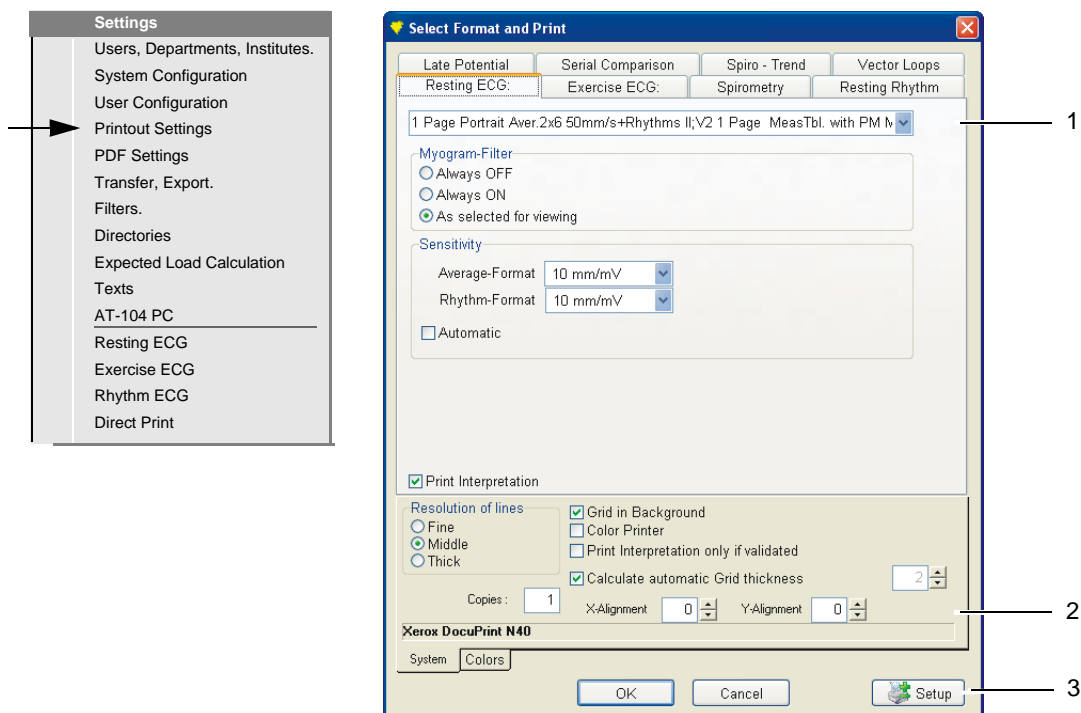 Settings
Users, Departments, Institutes.
System Configuration
User Configuration
Printout Settings
PDF Settings
Transfer, Export.
Filters.
Directories
Expected Load Calculation
Texts
AT-104 PC
Resting ECG
Exercise ECG
Rhythm ECG
Direct Print
Select Format and Print
Late Potential Serial Comparison Spiro - Trend Vector Loops
Resting ECG: Exercise ECG: Spirometry Resting Rhythm
1 Page Portrait Aver.2x6 50mm/s+Rhythms II;V2 1 Page MeasTbl. with PM
1
Myogram-Filter
Always OFF
Always ON
As selected for viewing
Sensitivity
Average-Format 10 mm/mV
Rhythm-Format 10 mm/mV
Automatic
Print Interpretation
Resolution of lines
Fine
Middle
Thick
Grid in Background
Color Printer
Print Interpretation only if validated
Calculate automatic Grid thickness 2
Copies : 1 X-Alignment 0 Y-Alignment 0
2
Xerox DocuPrint N40
System Colors
OK Cancel Setup
3